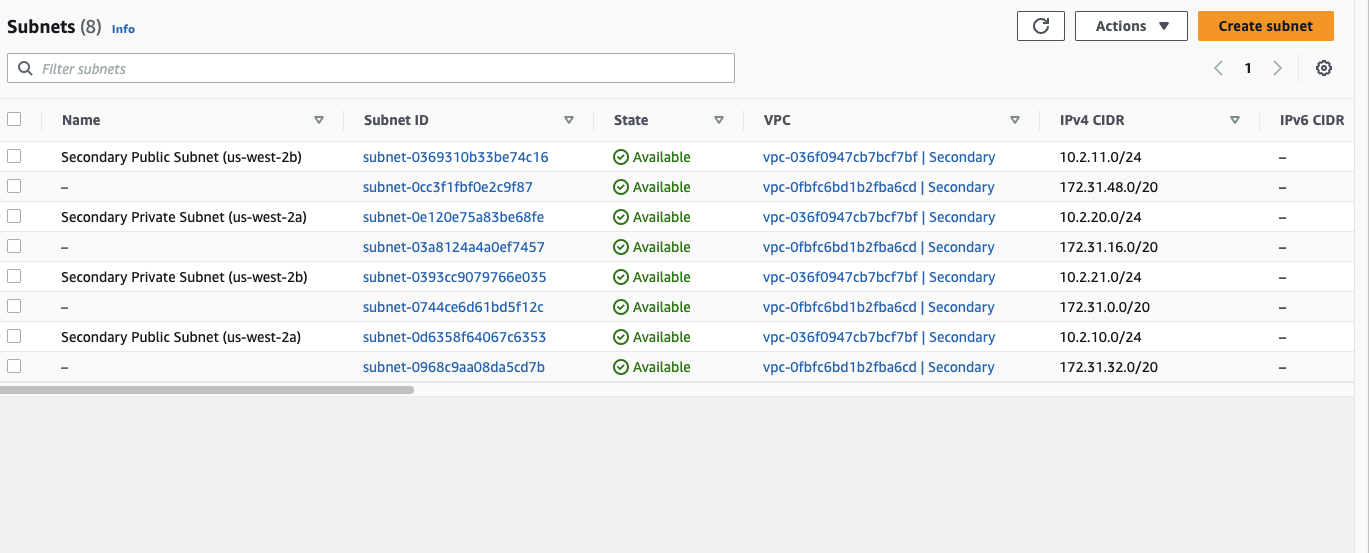 Subnets (8) Info
Actions ▼
Create subnet
Filter subnets
1
Name Subnet ID State VPC IPv4 CIDR IPv6 CIDR
Secondary Public Subnet (us-west-2b) subnet-0369310b33be74c16 Available vpc-036f0947cb7bcf7bf | Secondary 10.2.11.0/24 –
– subnet-0cc3f1fbf0e2c9f87 Available vpc-0fbfc6bd1b2fba6cd | Secondary 172.31.48.0/20 –
Secondary Private Subnet (us-west-2a) subnet-0e120e75a83be68fe Available vpc-036f0947cb7bcf7bf | Secondary 10.2.20.0/24 –
– subnet-03a8124a4a0ef7457 Available vpc-0fbfc6bd1b2fba6cd | Secondary 172.31.16.0/20 –
Secondary Private Subnet (us-west-2b) subnet-0393cc9079766e035 Available vpc-036f0947cb7bcf7bf | Secondary 10.2.21.0/24 –
– subnet-0744ce6d61bd5f12c Available vpc-0fbfc6bd1b2fba6cd | Secondary 172.31.0.0/20 –
Secondary Public Subnet (us-west-2a) subnet-0d6358f64067c6353 Available vpc-036f0947cb7bcf7bf | Secondary 10.2.10.0/24 –
– subnet-0968c9aa08da5cd7b Available vpc-0fbfc6bd1b2fba6cd | Secondary 172.31.32.0/20 –